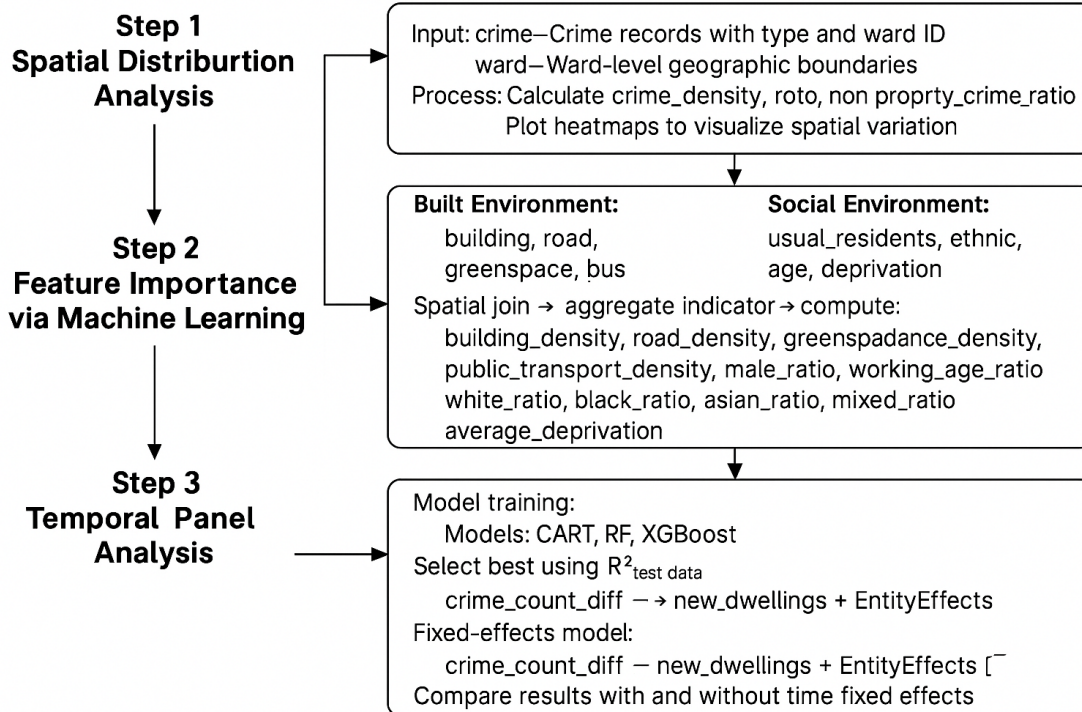 Step 1
Spatial Distriburtion
Analysis
Input: crime–Crime records with type and ward ID
ward–Ward-level geographic boundaries
Process: Calculate crime_density, roto, non proprty_crime_ratio
Plot heatmaps to visualize spatial variation
Step 2
Feature Importance
via Machine Learning
Built Environment:
building, road,
greenspace, bus
Social Environment:
usual_residents, ethnic,
age, deprivation
Spatial join → aggregate indicator → compute:
building_density, road_density, greenspadance_density,
public_transport_density, male_ratio, working_age_ratio
white_ratio, black_ratio, asian_ratio, mixed_ratio
average_deprivation
Step 3
Temporal Panel
Analysis
Model training:
Models: CART, RF, XGBoost
Select best using R²test data
crime_count_diff — → new_dwellings + EntityEffects
Fixed-effects model:
crime_count_diff — new_dwellings + EntityEffects [¯
Compare results with and without time fixed effects